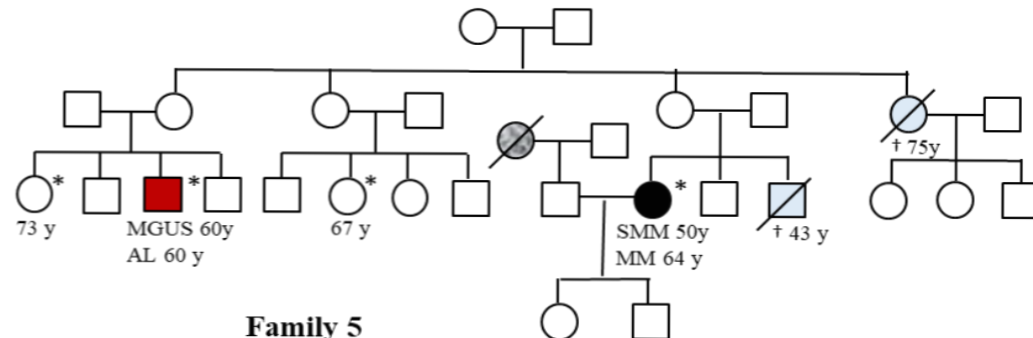 † 75y
* * * *
73 y MGUS 60y 67 y SMM 50y † 43 y
AL 60 y MM 64 y
Family 5